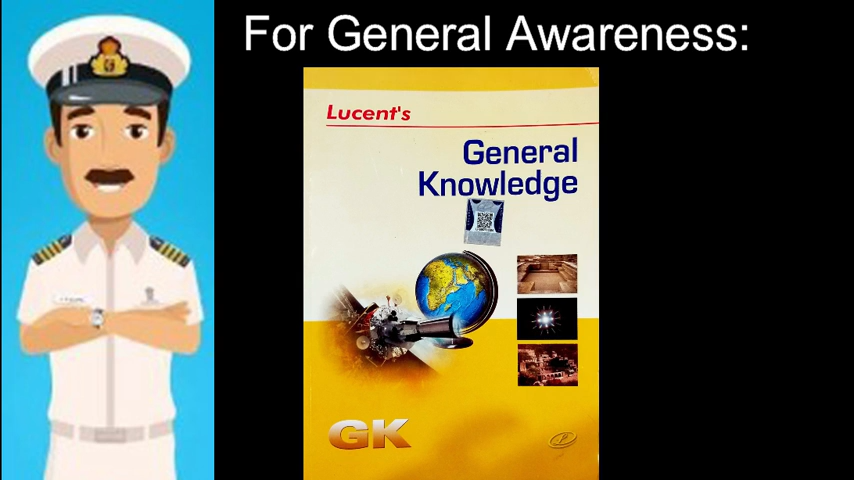 For General Awareness:
Lucent's
General
Knowledge
GK